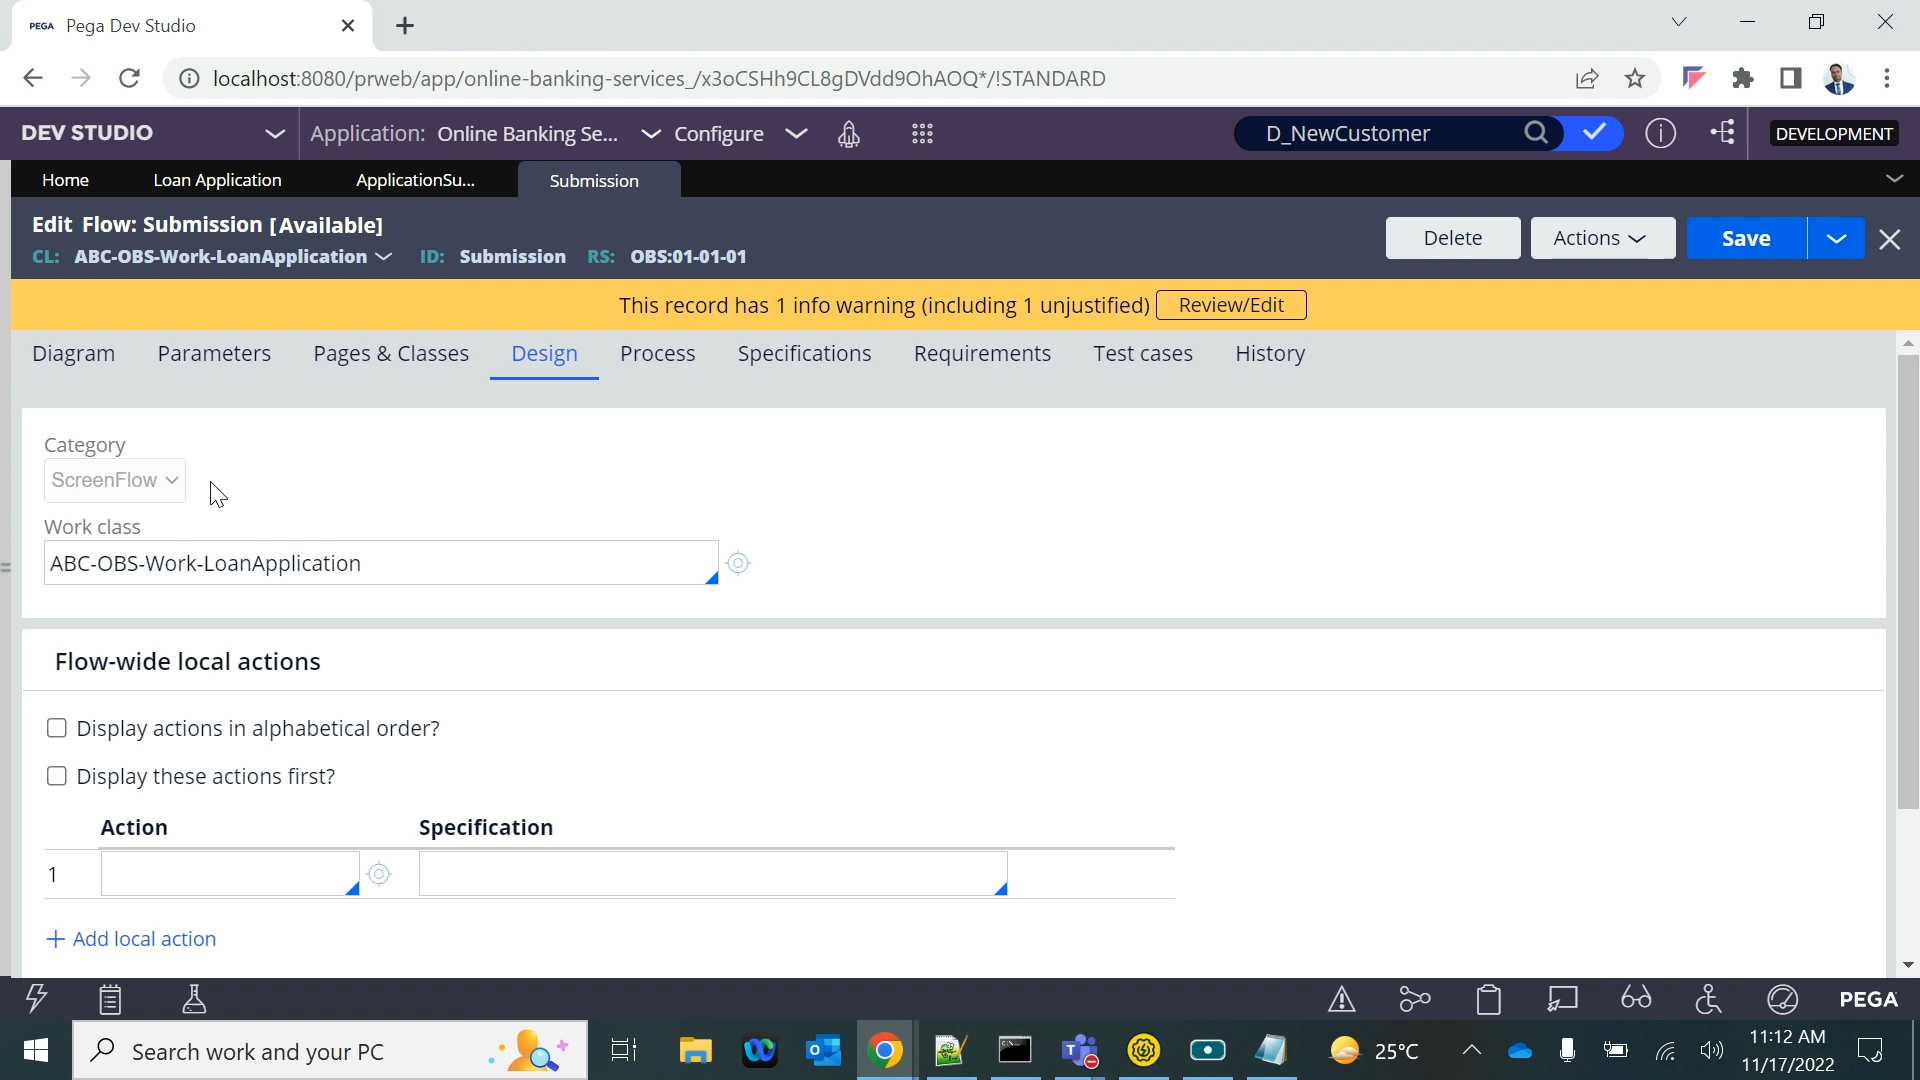 PEGA Pega Dev Studio
localhost:8080/prweb/app/online-banking-services_/x3oCSHh9CL8gDVdd9OhAOQ*/!STANDARD
DEV STUDIO Application: Online Banking Se... Configure D_NewCustomer DEVELOPMENT
Home Loan Application ApplicationSu... Submission
Edit Flow: Submission [Available]
CL: ABC-OBS-Work-LoanApplication ID: Submission RS: OBS:01-01-01
Delete Actions Save
This record has 1 info warning (including 1 unjustified) Review/Edit
Diagram Parameters Pages & Classes Design Process Specifications Requirements Test cases History
Category
ScreenFlow
Work class
ABC-OBS-Work-LoanApplication
Flow-wide local actions
Display actions in alphabetical order?
Display these actions first?
Action Specification
1
+ Add local action
PEGA
Search work and your PC
25°C
11:12 AM
11/17/2022